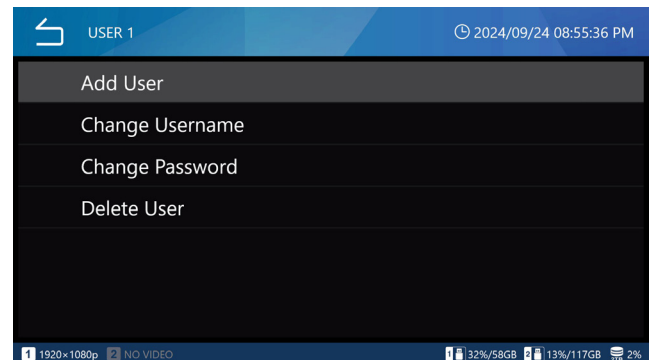 USER 1 2024/09/24 08:55:36 PM
Add User
Change Username
Change Password
Delete User
1 1920×1080p 2 NO VIDEO 1 32%/58GB 2 13%/117GB 2TB 2%